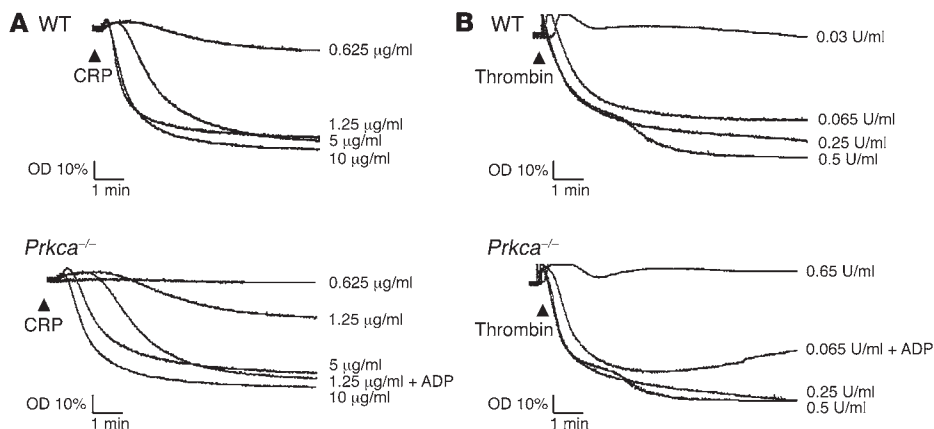 A WT
CRP
0.625 µg/ml
1.25 µg/ml
5 µg/ml
10 µg/ml
OD 10%
1 min
B WT
Thrombin
0.03 U/ml
0.065 U/ml
0.25 U/ml
0.5 U/ml
OD 10%
1 min
Prkca–/–
CRP
0.625 µg/ml
1.25 µg/ml
5 µg/ml
1.25 µg/ml + ADP
10 µg/ml
OD 10%
1 min
Prkca–/–
Thrombin
0.65 U/ml
0.065 U/ml + ADP
0.25 U/ml
0.5 U/ml
OD 10%
1 min